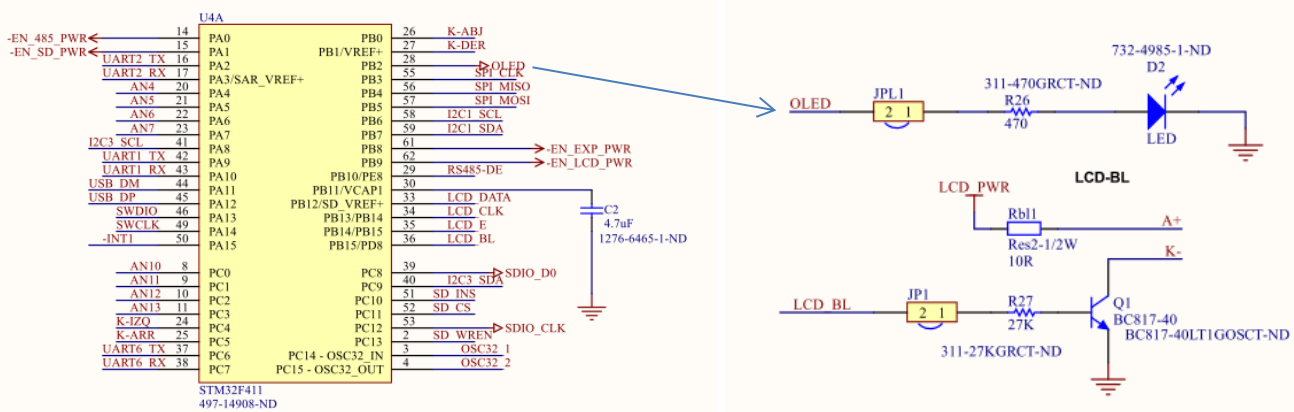 U4A
-EN_485_PWR 14 PA0 PB0 26 K-ABJ
-EN_SD_PWR 15 PA1 PB1/VREF+ 27 K-DER
UART2_TX 16 PA2 PB2 28 OLED
UART2_RX 17 PA3/SAR_VREF+ PB3 55 SPI_CLK
AN4 20 PA4 PB4 56 SPI_MISO
AN5 21 PA5 PB5 57 SPI_MOSI
AN6 22 PA6 PB6 58 I2C1_SCL
AN7 23 PA7 PB7 59 I2C1_SDA
I2C3_SCL 41 PA8 PB8 61 -EN_EXP_PWR
UART1_TX 42 PA9 PB9 62 -EN_LCD_PWR
UART1_RX 43 PA10 PB10/PE8 29 RS485-DE
USB_DM 44 PA11 PB11/VCAP1 30
USB_DP 45 PA12 PB12/SD_VREF+ 33 LCD_DATA
SWDIO 46 PA13 PB13/PB14 34 LCD_CLK
SWCLK 49 PA14 PB14/PB15 35 LCD_E
-INT1 50 PA15 PB15/PD8 36 LCD_BL
C2
4.7uF
1276-6465-1-ND
AN10 8 PC0 PC8 39 SDIO_D0
AN11 9 PC1 PC9 40 I2C3_SDA
AN12 10 PC2 PC10 51 SD_INS
AN13 11 PC3 PC11 52 SD_CS
K-IZQ 24 PC4 PC12 53 SDIO_CLK
K-ARR 25 PC5 PC13 2 SD_WREN
UART6_TX 37 PC6 PC14 - OSC32_IN 3 OSC32_1
UART6_RX 38 PC7 PC15 - OSC32_OUT 4 OSC32_2
STM32F411
497-14908-ND
732-4985-1-ND
D2
311-470GRCT-ND
OLED JPL1 2 1 R26
470
LED
LCD-BL
LCD_PWR
Rbl1 A+
Res2-1/2W
10R
K-
LCD_BL JP1 2 1 R27
27K
311-27KGRCT-ND
Q1
BC817-40
BC817-40LT1GOSCT-ND